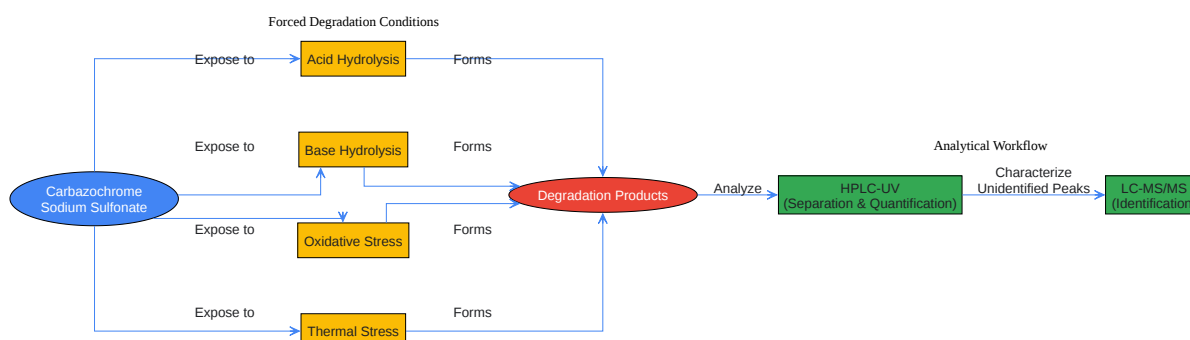 Forced Degradation Conditions
Expose to
Acid Hydrolysis
Forms
Expose to
Base Hydrolysis
Forms
Carbazochrome
Sodium Sulfonate
Expose to
Oxidative Stress
Forms
Expose to
Thermal Stress
Forms
Degradation Products
Analyze
Analytical Workflow
HPLC-UV
(Separation & Quantification)
Characterize
Unidentified Peaks
LC-MS/MS
(Identification